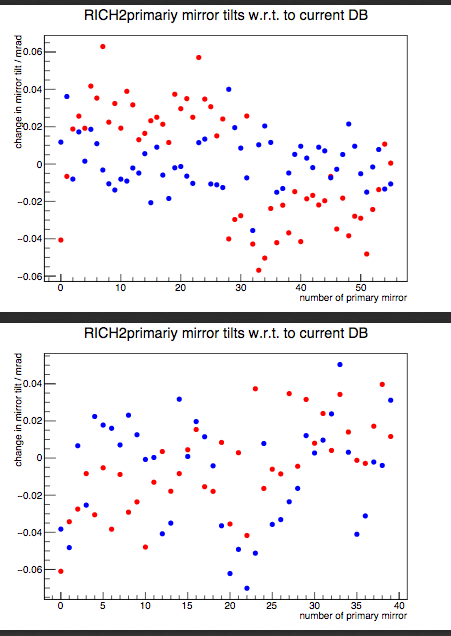 RICH2primariy mirror tilts w.r.t. to current DB
change in mirror tilt / mrad
0.06
0.04
0.02
0
−0.02
−0.04
−0.06
0 10 20 30 40 50
number of primary mirror
RICH2primariy mirror tilts w.r.t. to current DB
change in mirror tilt / mrad
0.04
0.02
0
−0.02
−0.04
−0.06
0 5 10 15 20 25 30 35 40
number of primary mirror